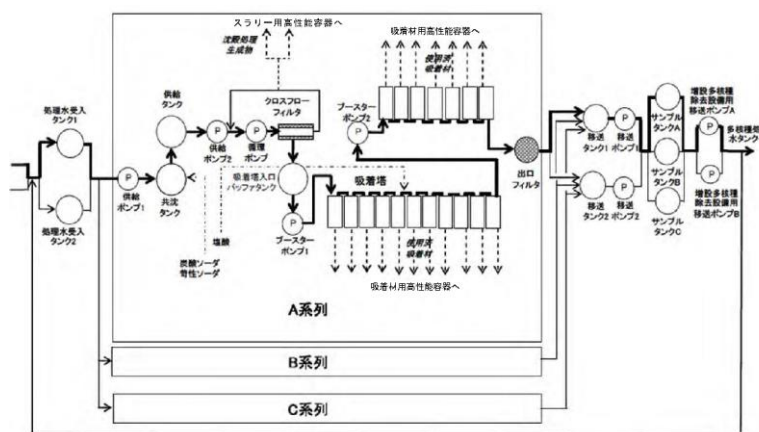 スラリー用高性能容器へ
沈殿処理
生成物
吸着材用高性能容器へ
使用済
吸着材
処理水受入
タンク1
供給
タンク
クロスフロー
フィルタ
ブースター
ポンプ2
P
供給
ポンプ2
P
循環
ポンプ
P
P
供給
ポンプ1
共沈
タンク
吸着塔入口
バッファタンク
吸着塔
P
ブースター
ポンプ1
出口
フィルタ
処理水受入
タンク2
塩酸
炭酸ソーダ
苛性ソーダ
使用済
吸着材
吸着材用高性能容器へ
移送
タンク1
P
移送
ポンプ1
移送
タンク2
P
移送
ポンプ2
サンプル
タンクA
サンプル
タンクB
サンプル
タンクC
増設多核種
除去設備用
移送ポンプA
P
多核種処理
水タンク
P
増設多核種
除去設備用
移送ポンプB
A系列
B系列
C系列